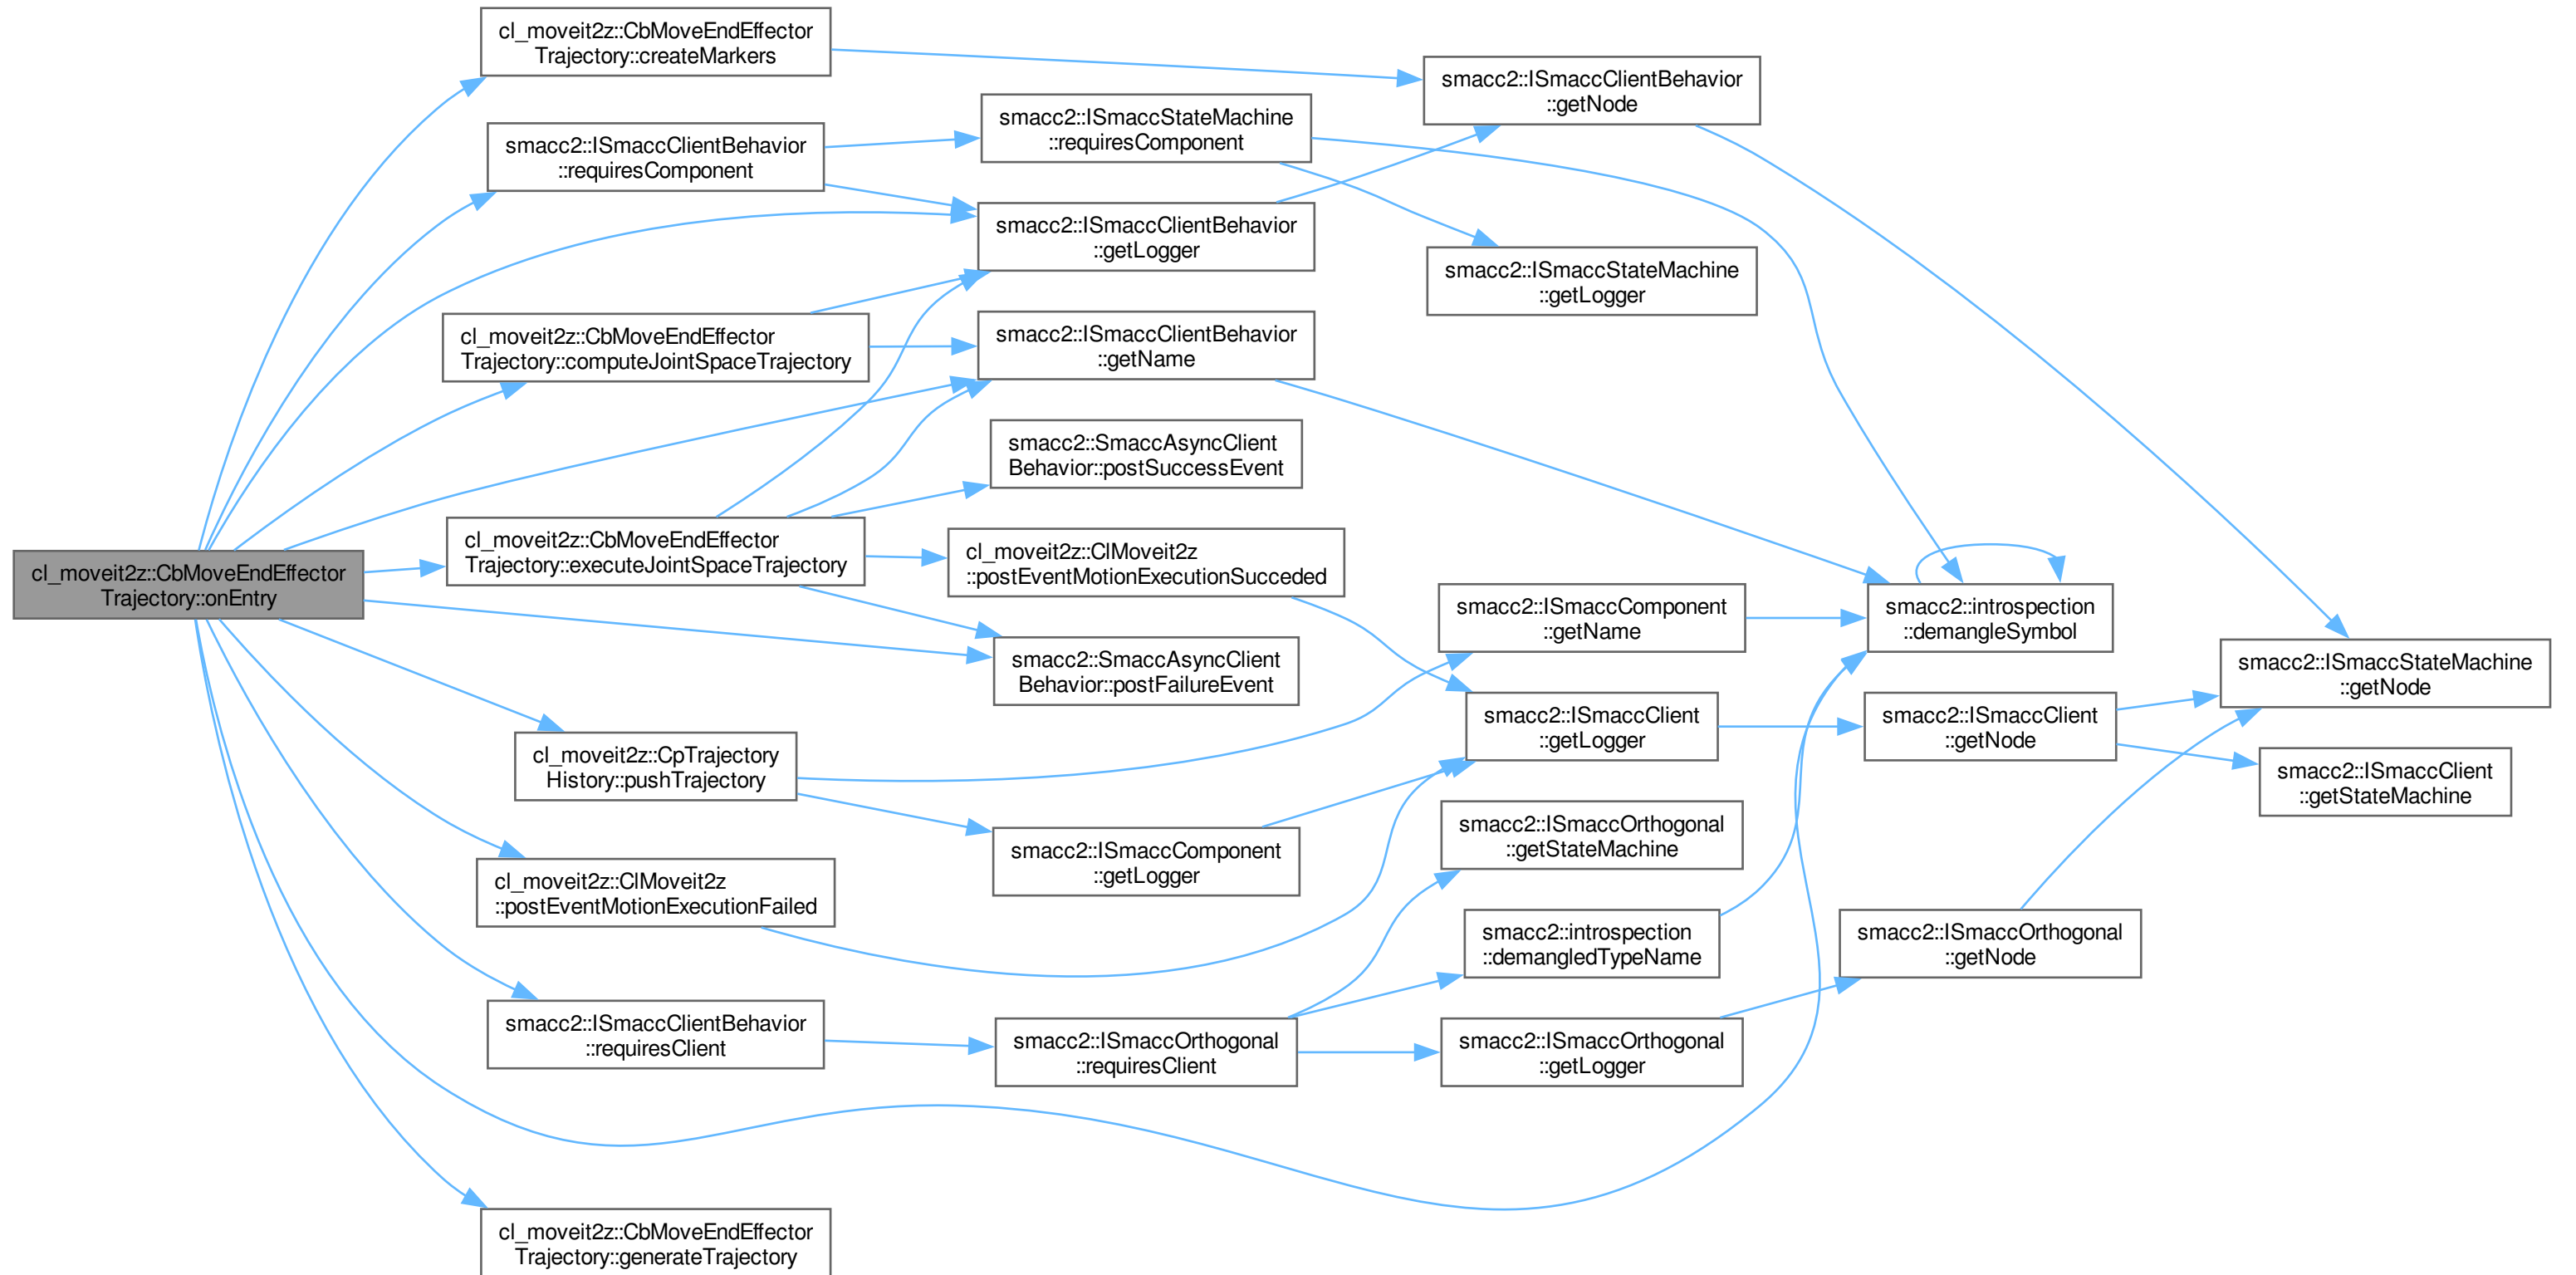 cl_moveit2z::CbMoveEndEffector
Trajectory::onEntry
cl_moveit2z::CbMoveEndEffector
Trajectory::createMarkers
smacc2::ISmaccClientBehavior
::requiresComponent
cl_moveit2z::CbMoveEndEffector
Trajectory::computeJointSpaceTrajectory
cl_moveit2z::CbMoveEndEffector
Trajectory::executeJointSpaceTrajectory
cl_moveit2z::CpTrajectory
History::pushTrajectory
cl_moveit2z::ClMoveit2z
::postEventMotionExecutionFailed
smacc2::ISmaccClientBehavior
::requiresClient
cl_moveit2z::CbMoveEndEffector
Trajectory::generateTrajectory
smacc2::ISmaccStateMachine
::requiresComponent
smacc2::ISmaccClientBehavior
::getLogger
smacc2::ISmaccClientBehavior
::getName
smacc2::SmaccAsyncClient
Behavior::postSuccessEvent
cl_moveit2z::ClMoveit2z
::postEventMotionExecutionSucceded
smacc2::SmaccAsyncClient
Behavior::postFailureEvent
smacc2::ISmaccComponent
::getLogger
smacc2::ISmaccOrthogonal
::requiresClient
smacc2::ISmaccClientBehavior
::getNode
smacc2::ISmaccStateMachine
::getLogger
smacc2::ISmaccComponent
::getName
smacc2::ISmaccClient
::getLogger
smacc2::ISmaccOrthogonal
::getStateMachine
smacc2::introspection
::demangledTypeName
smacc2::ISmaccOrthogonal
::getLogger
smacc2::introspection
::demangleSymbol
smacc2::ISmaccClient
::getNode
smacc2::ISmaccOrthogonal
::getNode
smacc2::ISmaccStateMachine
::getNode
smacc2::ISmaccClient
::getStateMachine